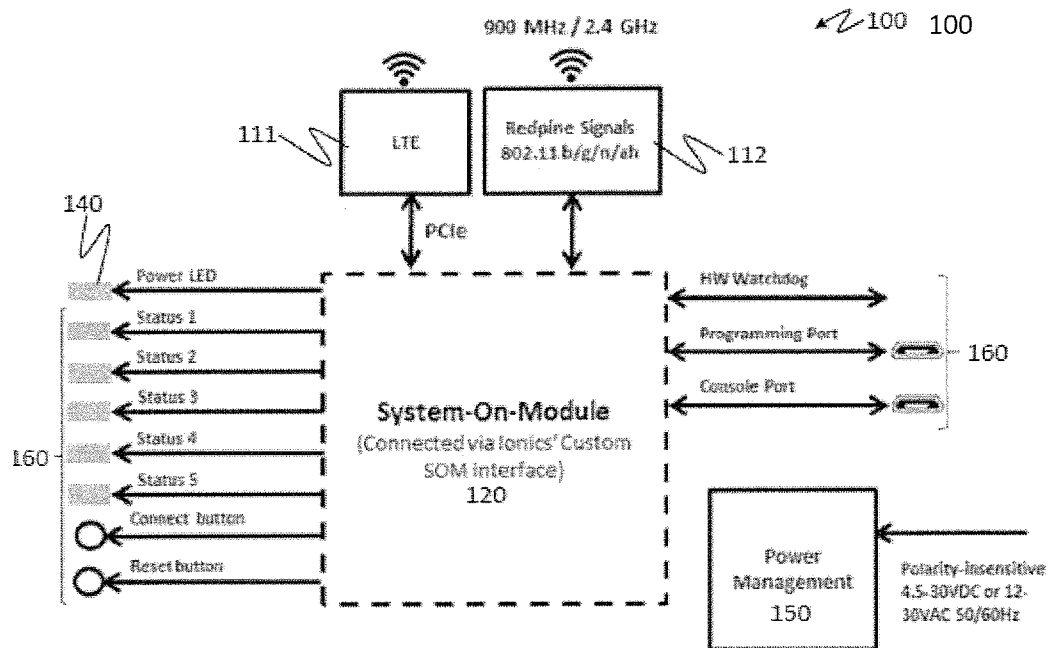 900 MHz / 2.4 GHz
100 100
111
LTE
Redpine Signals
802.11 b/g/n/ah
112
140
PCIe
Power LED
Status 1
Status 2
Status 3
Status 4
Status 5
Connect button
Reset button
160
System-On-Module
(Connected via Ionics' Custom
SOM interface)
120
HW Watchdog
Programming Port
Console Port
160
Power
Management
150
Polarity-insensitive
4.5-30VDC or 12-
30VAC 50/60Hz